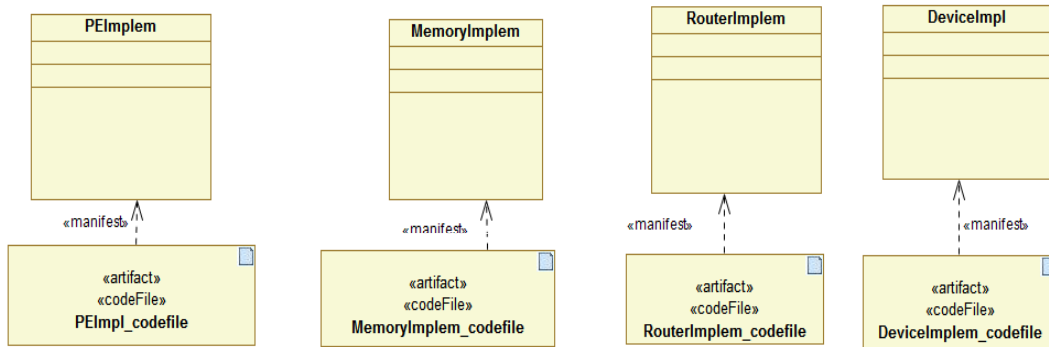 PEImplem
MemoryImplem
RouterImplem
DeviceImpl
«manifest»
«manifest»
«manifest»
«manifest»
«artifact»
«codeFile»
PEImpl_codefile
«artifact»
«codeFile»
MemoryImplem_codefile
«artifact»
«codeFile»
RouterImplem_codefile
«artifact»
«codeFile»
DeviceImplem_codefile